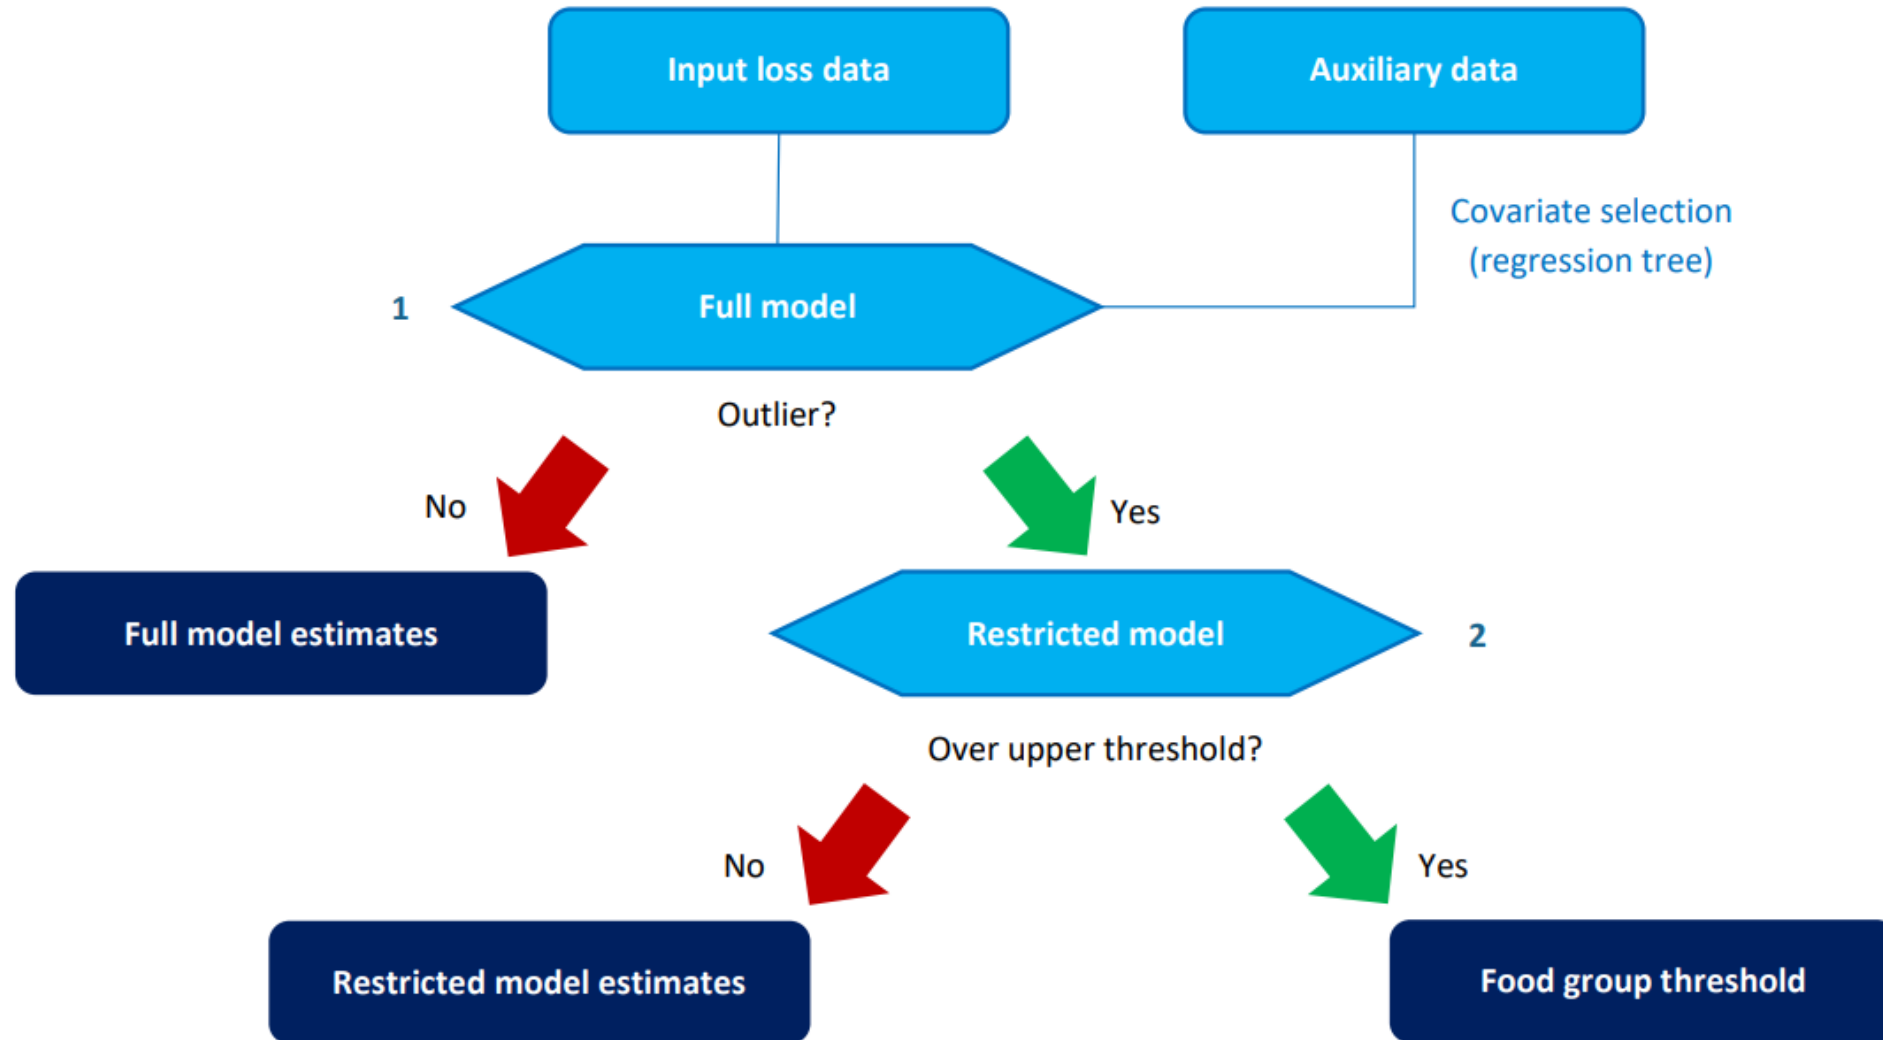 Input loss data
Auxiliary data
Covariate selection
(regression tree)
1
Full model
Outlier?
No
Yes
Full model estimates
Restricted model
2
Over upper threshold?
No
Yes
Restricted model estimates
Food group threshold